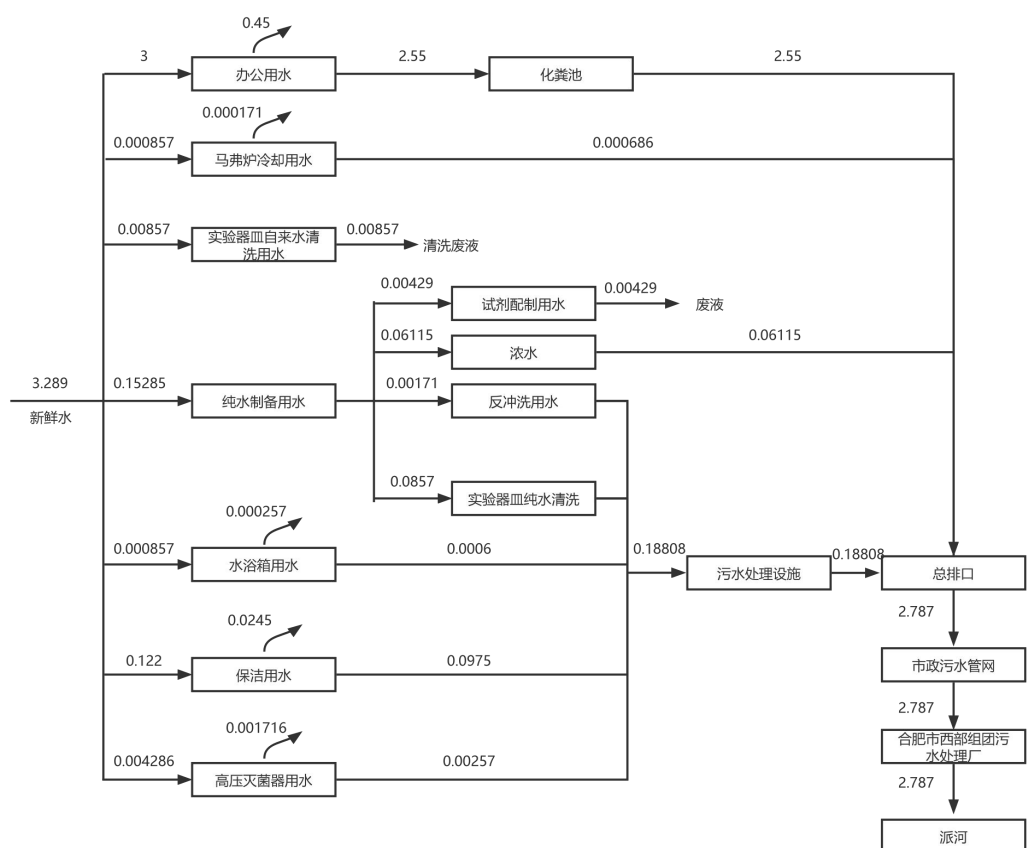 0.45
3
办公用水
2.55
化粪池
2.55
0.000171
0.000857
马弗炉冷却用水
0.000686
0.00857
实验器皿自来水清
洗用水
0.00857
清洗废液
0.00429
试剂配制用水
0.00429
废液
0.06115
浓水
0.06115
3.289
新鲜水
0.15285
纯水制备用水
0.00171
反冲洗用水
0.0857
实验器皿纯水清洗
0.000257
0.000857
水浴箱用水
0.0006
0.18808
污水处理设施
0.18808
总排口
2.787
0.0245
0.122
保洁用水
0.0975
市政污水管网
2.787
0.001716
0.004286
高压灭菌器用水
0.00257
合肥市西部组团污
水处理厂
2.787
派河